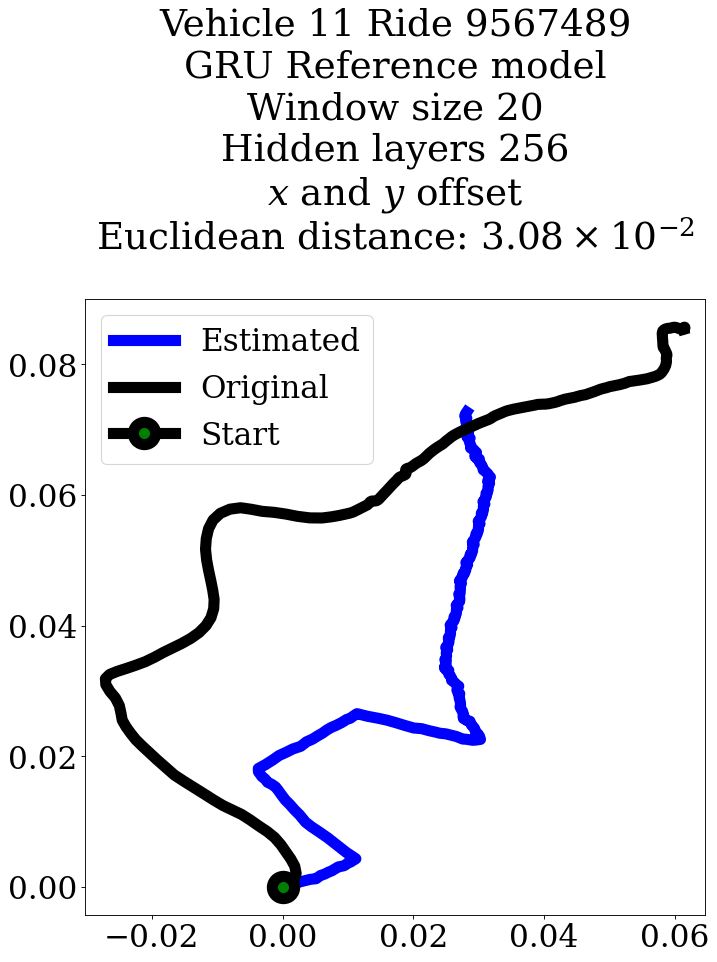 Vehicle 11 Ride 9567489
GRU Reference model
Window size 20
Hidden layers 256
x and y offset
Euclidean distance: 3.08 × 10⁻²
Estimated
Original
Start
0.08
0.06
0.04
0.02
0.00
−0.02 0.00 0.02 0.04 0.06